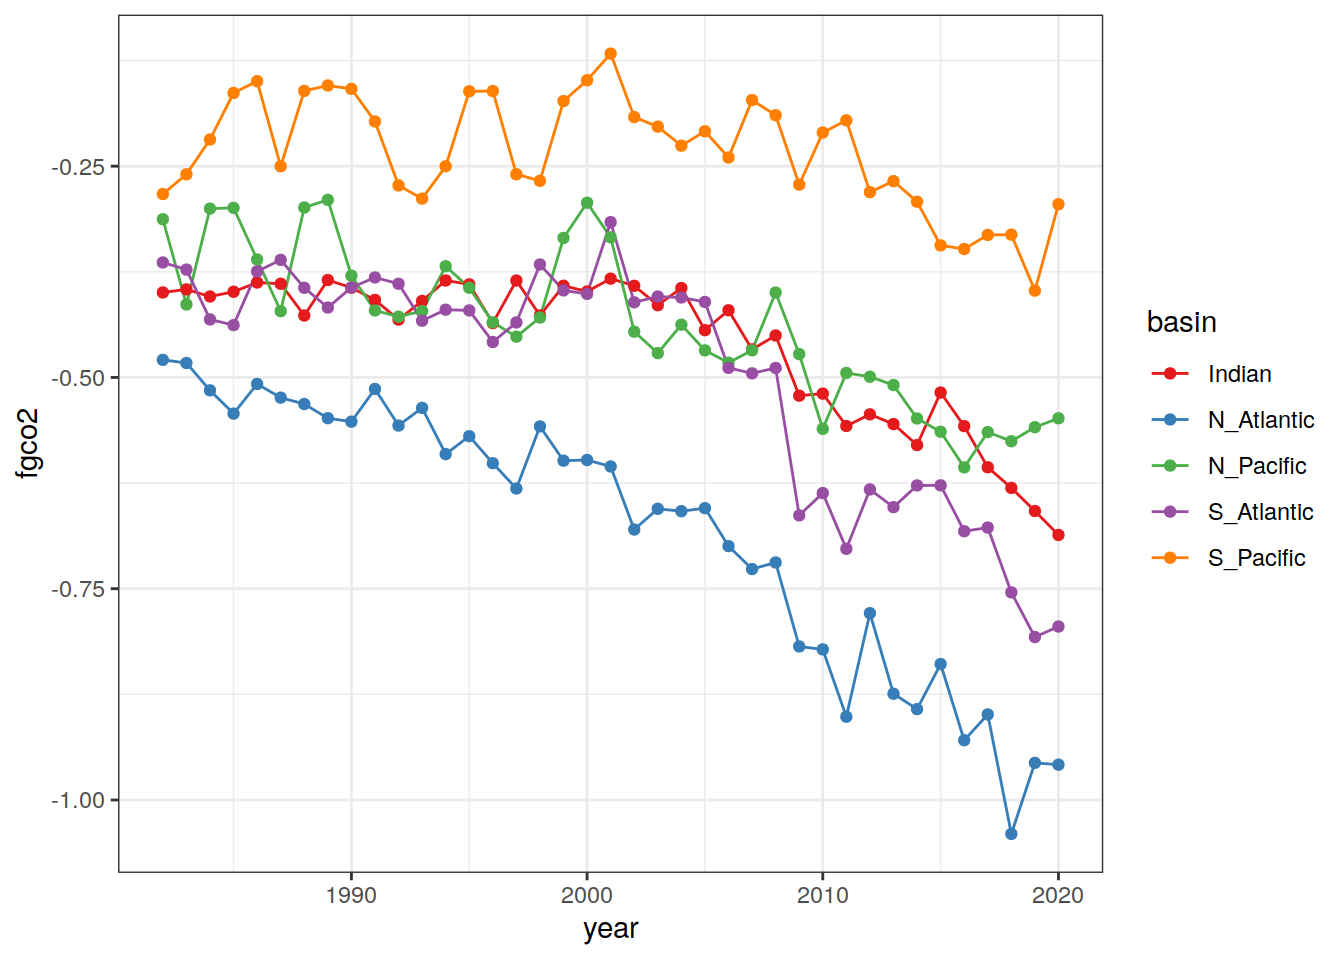 -0.25
-0.50
-0.75
-1.00
fgco2
1990
2000
2010
2020
year
basin
Indian
N_Atlantic
N_Pacific
S_Atlantic
S_Pacific